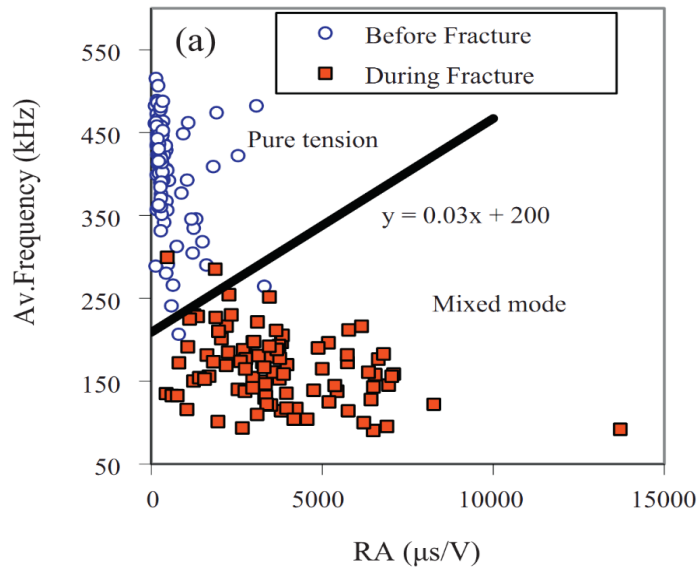 (a)
Before Fracture
During Fracture
Pure tension
y = 0.03x + 200
Mixed mode
Av.Frequency (kHz)
550
450
350
250
150
50
0
5000
10000
15000
RA (μs/V)